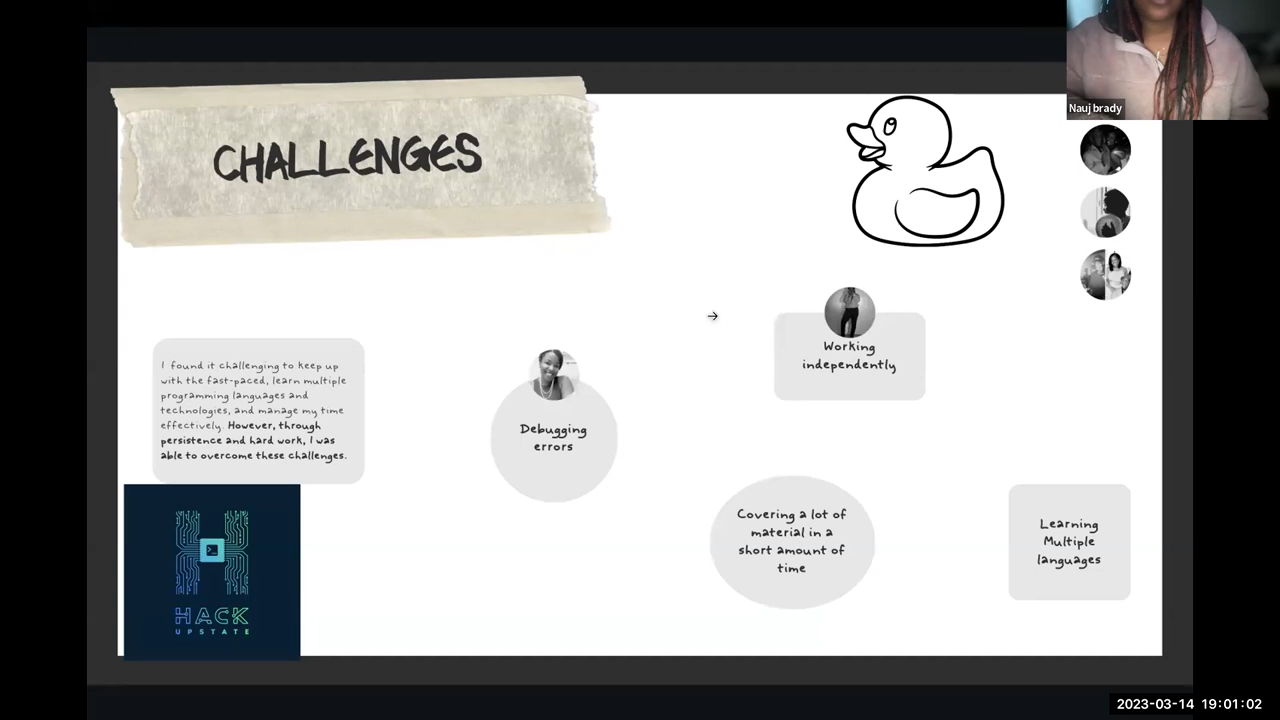 CHALLENGES
Nauj brady
I found it challenging to keep up
with the fast-paced, learn multiple
programming languages and
technologies, and manage my time
effectively. However, through
persistence and hard work, I was
able to overcome these challenges.
Debugging
errors
Working
independently
Covering a lot of
material in a
short amount of
time
Learning
Multiple
languages
HACK
UPSTATE
2023-03-14 19:01:02